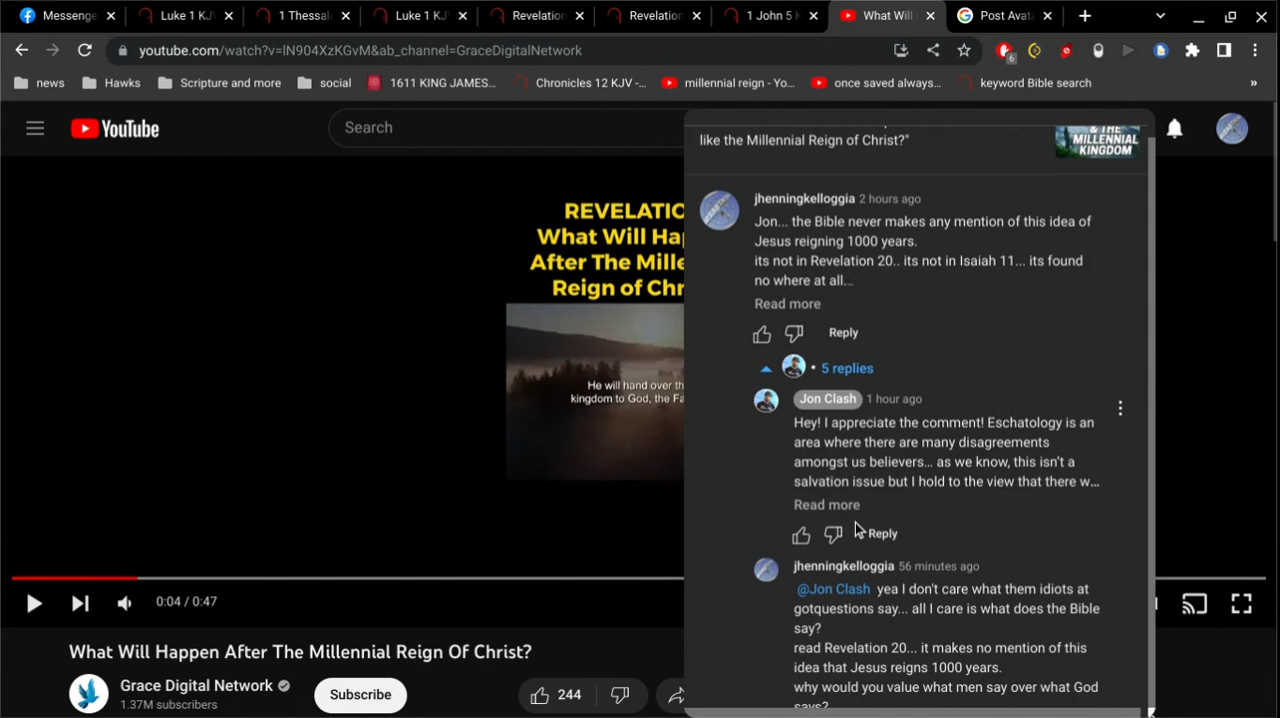 Messenge
Luke 1 KJV
1 Thessal
Luke 1 KJ
Revelation
Revelation
1 John 5 K
What Will
Post Avata
youtube.com/watch?v=lN904XzKGvM&ab_channel=GraceDigitalNetwork
6
news
Hawks
Scripture and more
social
1611 KING JAMES...
Chronicles 12 KJV -...
millennial reign - Yo...
once saved always...
keyword Bible search
»
YouTube
Search
like the Millennial Reign of Christ?"
& THE
MILLENNIAL
KINGDOM
REVELATIO
What Will Ha
After The Mille
Reign of Chr
He will hand over th
kingdom to God, the Fa
jhenningkelloggia 2 hours ago
Jon... the Bible never makes any mention of this idea of
Jesus reigning 1000 years.
its not in Revelation 20.. its not in Isaiah 11... its found
no where at all...
Read more
Reply
5 replies
Jon Clash 1 hour ago
Hey! I appreciate the comment! Eschatology is an
area where there are many disagreements
amongst us believers… as we know, this isn't a
salvation issue but I hold to the view that there w...
Read more
Reply
jhenningkelloggia 56 minutes ago
@Jon Clash yea I don't care what them idiots at
gotquestions say... all I care is what does the Bible
say?
read Revelation 20... it makes no mention of this
idea that Jesus reigns 1000 years.
why would you value what men say over what God
says?
0:04 / 0:47
What Will Happen After The Millennial Reign Of Christ?
Grace Digital Network
1.37M subscribers
Subscribe
244